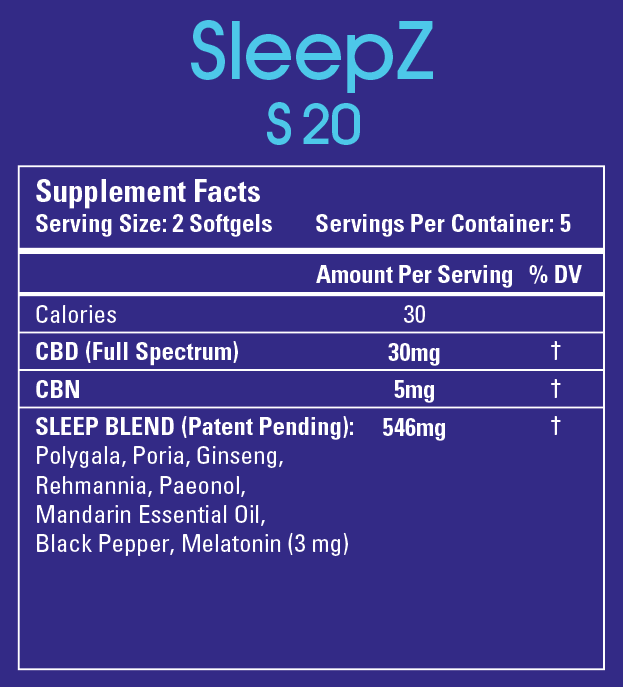 SleepZ
S 20
Supplement Facts
Serving Size: 2 Softgels Servings Per Container: 5
Amount Per Serving % DV
Calories 30
CBD (Full Spectrum) 30mg †
CBN 5mg †
SLEEP BLEND (Patent Pending): 546mg †
Polygala, Poria, Ginseng,
Rehmannia, Paeonol,
Mandarin Essential Oil,
Black Pepper, Melatonin (3 mg)